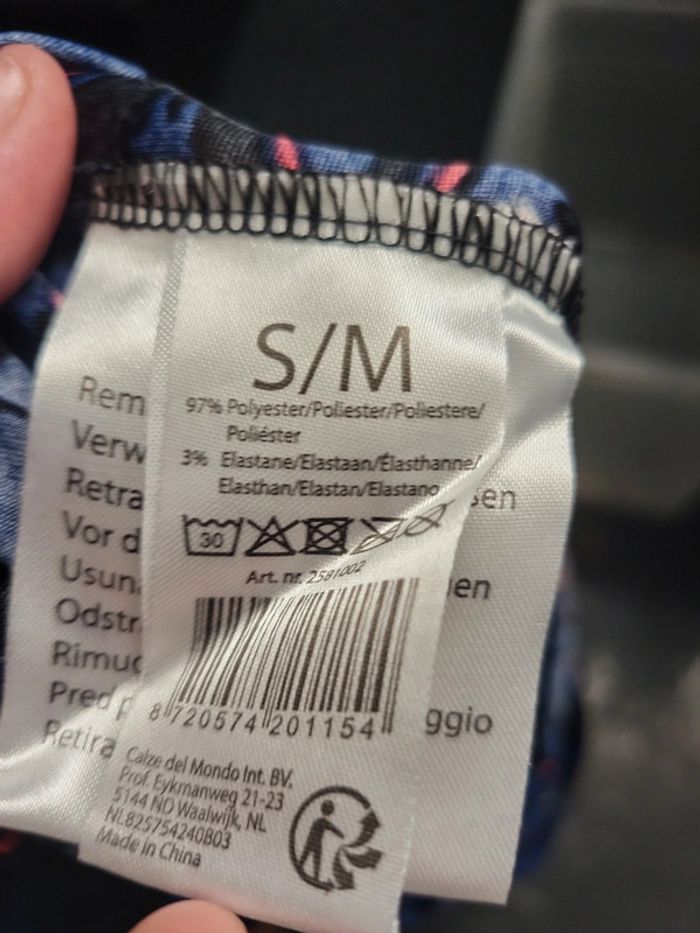 S/M
97% Polyester/Poliester/Poliestere/
Poliéster
3% Elastane/Elastaan/Élasthanne/
Elasthan/Elastan/Elastano
30
Art. nr. 2581002
8 720574 201154
Calze del Mondo Int. BV.
Prof. Eykmanweg 21-23
5144 ND Waalwijk, NL
NL825754240B03
Made in China
Rem
Verw
Retra
Vor d
Usun
Odstr
Rimuo
Pred p
Retira
sen
en
ggio